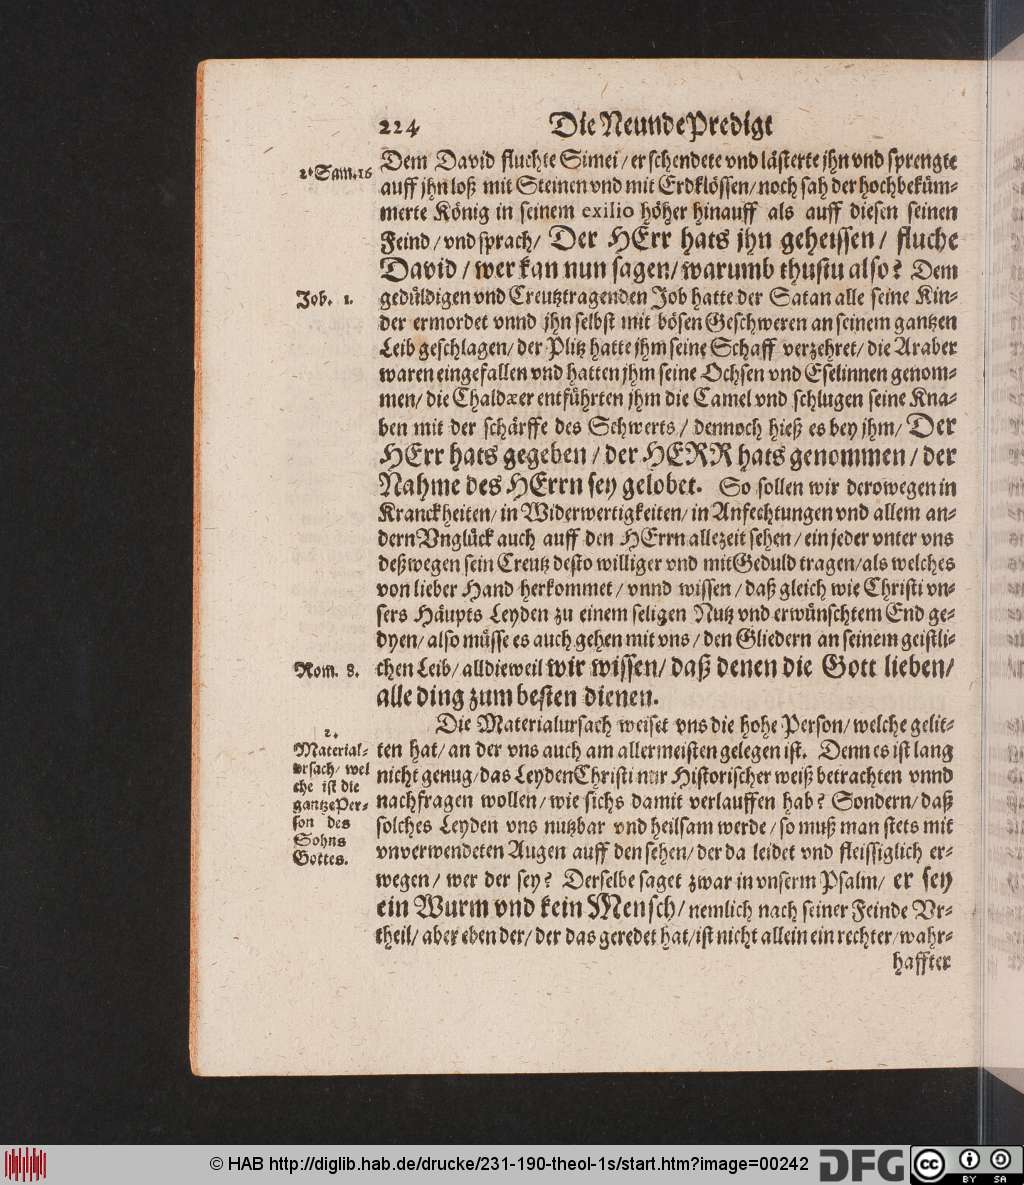 224 Die Neunde Predigt
2. Sam. 16
Dem David fluchte Simei / er schendete vnd lästerte jhn vnd sprengte
auff jhn loß mit Steinen vnd mit Erdklössen / noch sah der hochbeküm-
merte König in seinem exilio höher hinauff als auff diesen seinen
Feind / vnd sprach / Der HErr hats jhn geheissen / fluche
David / wer kan nun sagen / warumb thustu also? Dem
Job. 1.
gedüldigen vnd Creutztragenden Job hatte der Satan alle seine Kin-
der ermordet vnnd jhn selbst mit bösen Geschweren an seinem gantzen
Leib geschlagen / der Plitz hatte jhm seine Schaff verzehret / die Araber
waren eingefallen vnd hatten jhm seine Ochsen vnd Eselinnen genom-
men / die Chaldæer entführten jhm die Camel vnd schlugen seine Kna-
ben mit der schärffe des Schwerts / dennoch hieß es bey jhm / Der
HErr hats gegeben / der HERR hats genommen / der
Nahme des HErrn sey gelobet. So sollen wir derowegen in
Kranckheiten / in Widerwertigkeiten / in Anfechtungen vnd allem an-
dern Vnglück auch auff den HErrn allezeit sehen / ein jeder vnter vns
deßwegen sein Creutz desto williger vnd mit Geduld tragen / als welches
von lieber Hand herkommet / vnnd wissen / daß gleich wie Christi vn-
sers Häupts Leyden zu einem seligen Nutz vnd erwünschtem End ge-
dyen / also müsse es auch gehen mit vns / den Gliedern an seinem geistli-
Rom. 8.
chen Leib / alldieweil wir wissen / daß denen die Gott lieben /
alle ding zum besten dienen.
Die Materialursach weiset vns die hohe Person / welche gelit-
2.
Material-
vrsach / wel
che ist die
gantze Per-
son des
Sohns
Gottes.
ten hat / an der vns auch am allermeisten gelegen ist. Denn es ist lang
nicht genug / das Leyden Christi nur Historischer weiß betrachten vnnd
nachfragen wollen / wie sichs damit verlauffen hab? Sondern / daß
solches Leyden vns nutzbar vnd heilsam werde / so muß man stets mit
vnverwendeten Augen auff den sehen / der da leidet vnd fleissiglich er-
wegen / wer der sey? Derselbe saget zwar in vnserm Psalm / er sey
ein Wurm vnd kein Mensch / nemlich nach seiner Feinde Vr-
theil / aber eben der / der das geredet hat / ist nicht allein ein rechter / wahr-
haffter
© HAB http://diglib.hab.de/drucke/231-190-theol-1s/start.htm?image=00242
DFG
cc
BY SA